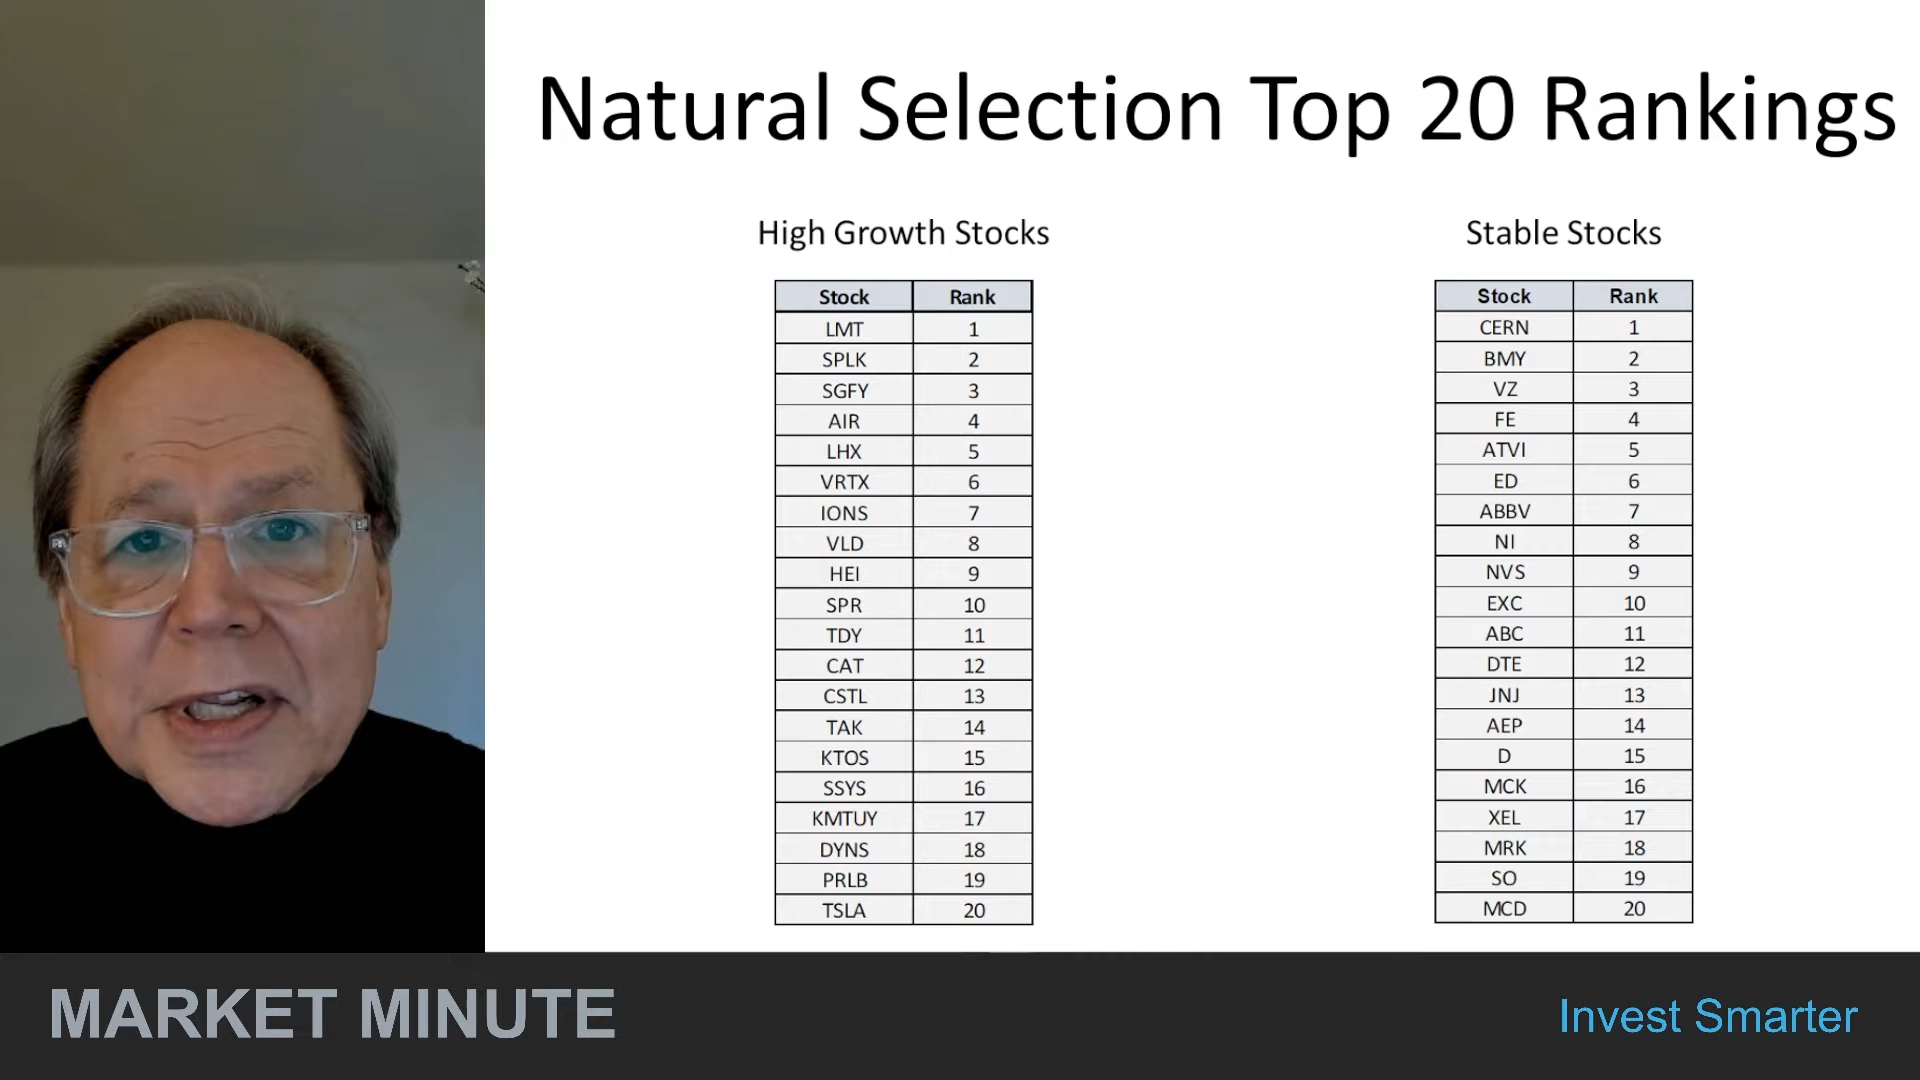 Natural Selection Top 20 Rankings
High Growth Stocks
Stock Rank
LMT 1
SPLK 2
SGFY 3
AIR 4
LHX 5
VRTX 6
IONS 7
VLD 8
HEI 9
SPR 10
TDY 11
CAT 12
CSTL 13
TAK 14
KTOS 15
SSYS 16
KMTUY 17
DYNS 18
PRLB 19
TSLA 20
Stable Stocks
Stock Rank
CERN 1
BMY 2
VZ 3
FE 4
ATVI 5
ED 6
ABBV 7
NI 8
NVS 9
EXC 10
ABC 11
DTE 12
JNJ 13
AEP 14
D 15
MCK 16
XEL 17
MRK 18
SO 19
MCD 20
MARKET MINUTE
Invest Smarter